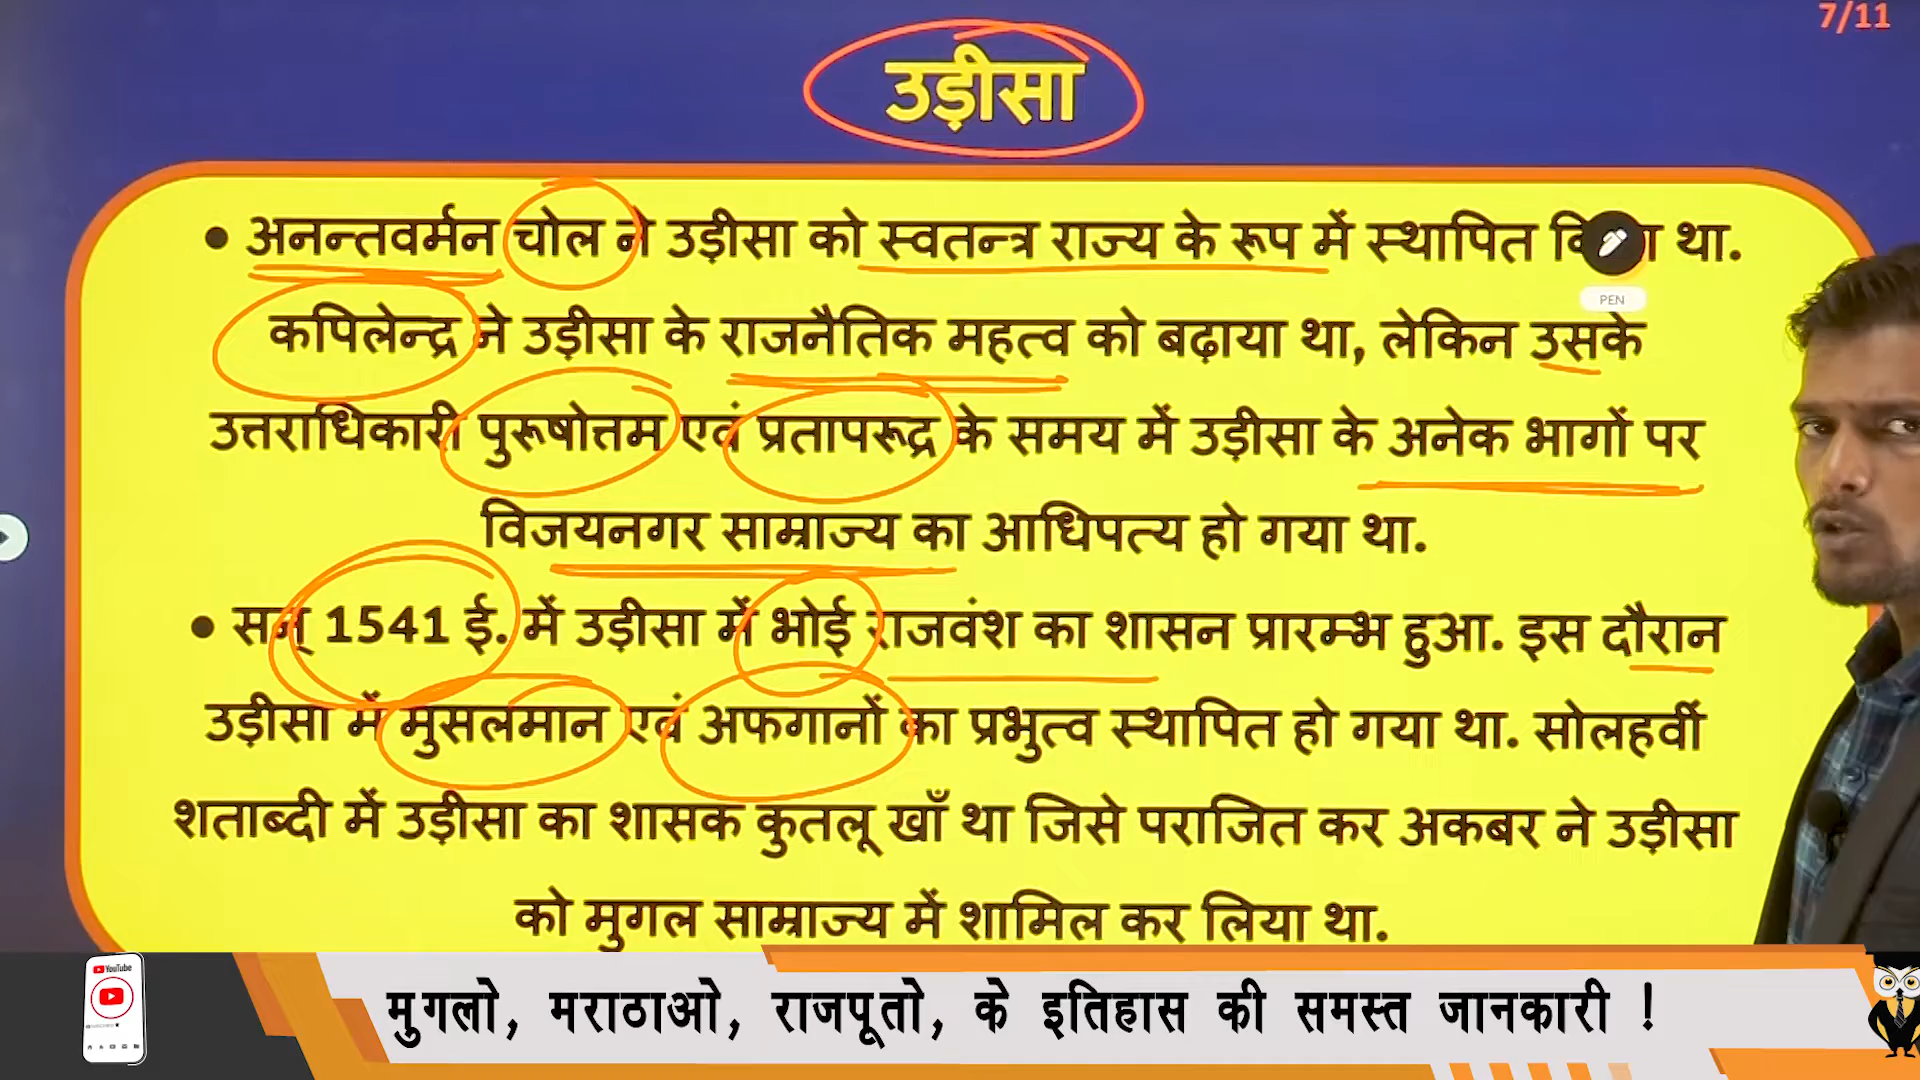 7/11
उड़ीसा
• अनन्तवर्मन चोल ने उड़ीसा को स्वतन्त्र राज्य के रूप में स्थापित था.
PEN
कपिलेन्द्र ने उड़ीसा के राजनैतिक महत्व को बढ़ाया था, लेकिन उसके
उत्तराधिकारी पुरूषोत्तम एवं प्रतापरूद्र के समय में उड़ीसा के अनेक भागों पर
विजयनगर साम्राज्य का आधिपत्य हो गया था.
• सन् 1541 ई. में उड़ीसा में भोई राजवंश का शासन प्रारम्भ हुआ. इस दौरान
उड़ीसा में मुसलमान एवं अफगानों का प्रभुत्व स्थापित हो गया था. सोलहवीं
शताब्दी में उड़ीसा का शासक कुतलू खाँ था जिसे पराजित कर अकबर ने उड़ीसा
को मुगल साम्राज्य में शामिल कर लिया था.
YouTube
मुगलो, मराठाओ, राजपूतो, के इतिहास की समस्त जानकारी !